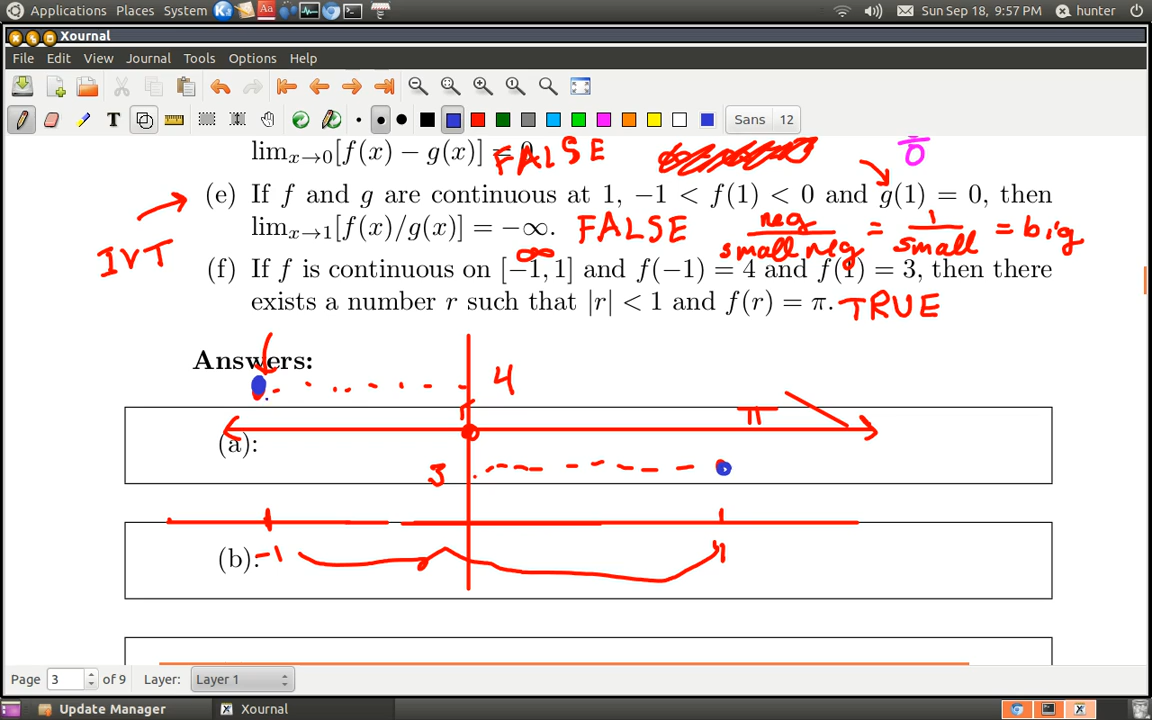 Applications Places System Sun Sep 18, 9:57 PM hunter
Xournal
File Edit View Journal Tools Options Help
Sans 12
lim x→0[f(x) − g(x)] = 0 FALSE 0
(e) If f and g are continuous at 1, −1 < f(1) < 0 and g(1) = 0, then
lim x→1[f(x)/g(x)] = −∞. FALSE neg/small neg = 1/small = big
IVT ∞
(f) If f is continuous on [−1, 1] and f(−1) = 4 and f(1) = 3, then there
exists a number r such that |r| < 1 and f(r) = π. TRUE
Answers:
4
π
(a):
3
(b): −1 1
Page 3 of 9 Layer: Layer 1
Update Manager Xournal